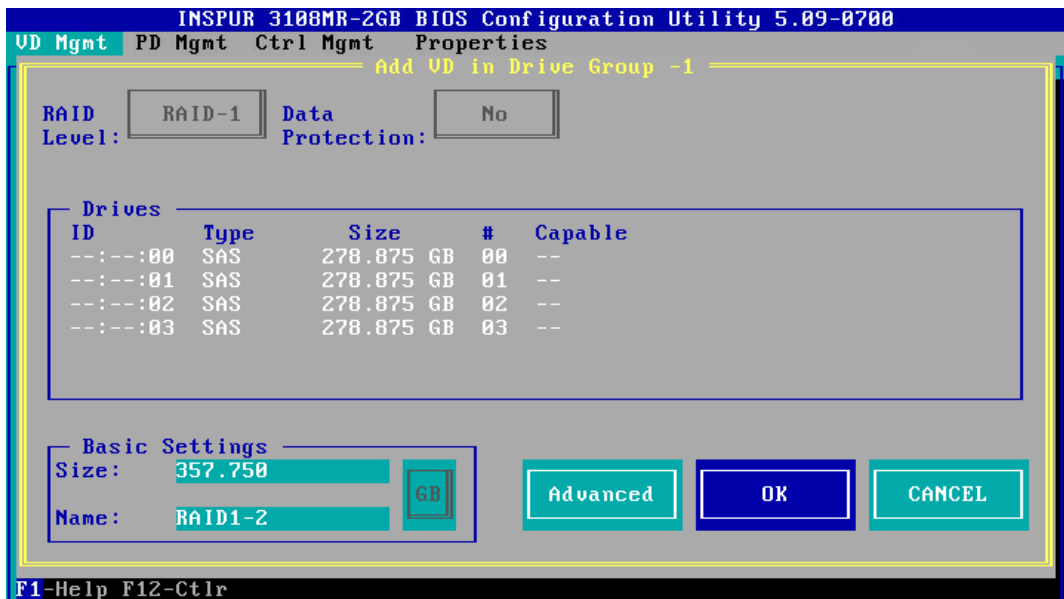 INSPUR 3108MR-2GB BIOS Configuration Utility 5.09-0700
VD Mgmt PD Mgmt Ctrl Mgmt Properties
Add VD in Drive Group -1
RAID Level: RAID-1 Data Protection: No
Drives
ID Type Size # Capable
--:--:00 SAS 278.875 GB 00 --
--:--:01 SAS 278.875 GB 01 --
--:--:02 SAS 278.875 GB 02 --
--:--:03 SAS 278.875 GB 03 --
Basic Settings
Size: 357.750 GB
Name: RAID1-2
Advanced OK CANCEL
F1-Help F12-Ctlr